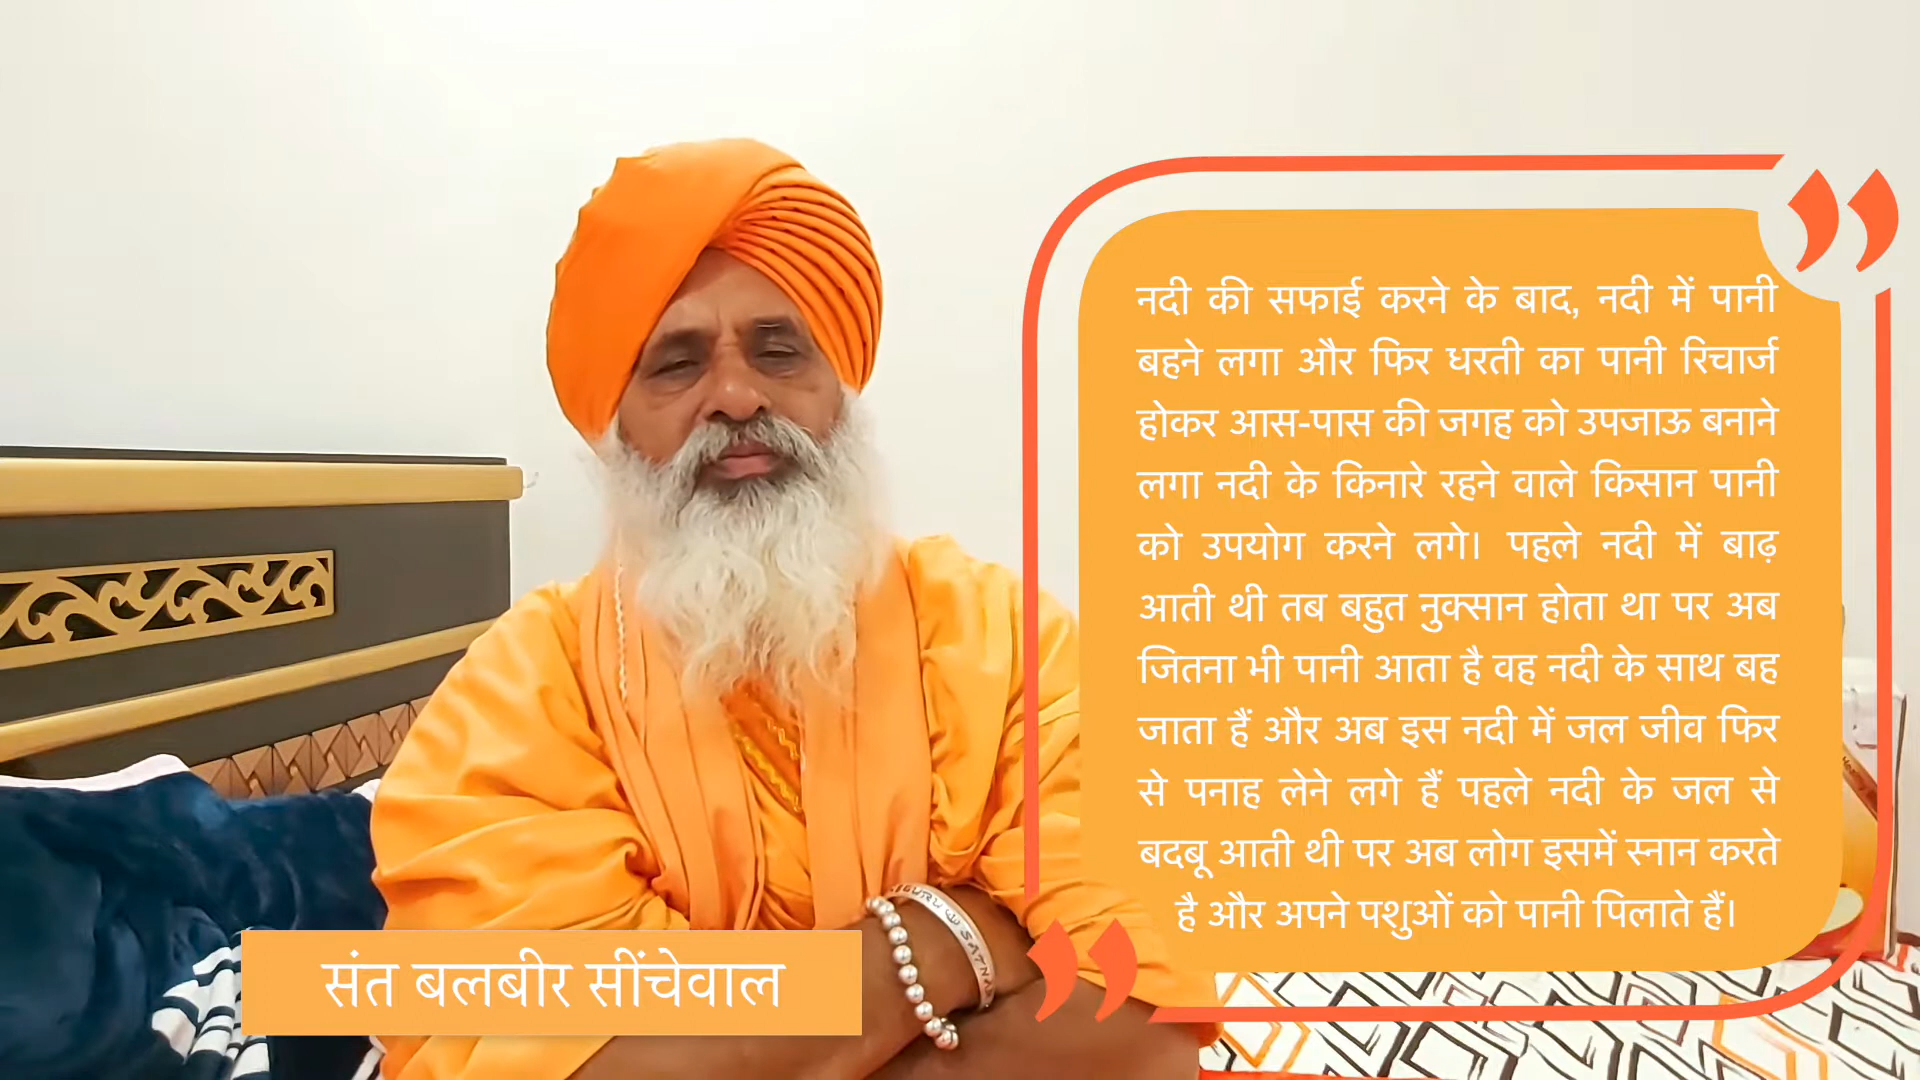 नदी की सफाई करने के बाद, नदी में पानी
बहने लगा और फिर धरती का पानी रिचार्ज
होकर आस-पास की जगह को उपजाऊ बनाने
लगा नदी के किनारे रहने वाले किसान पानी
को उपयोग करने लगे। पहले नदी में बाढ़
आती थी तब बहुत नुक्सान होता था पर अब
जितना भी पानी आता है वह नदी के साथ बह
जाता हैं और अब इस नदी में जल जीव फिर
से पनाह लेने लगे हैं पहले नदी के जल से
बदबू आती थी पर अब लोग इसमें स्नान करते
है और अपने पशुओं को पानी पिलाते हैं।
संत बलबीर सींचेवाल